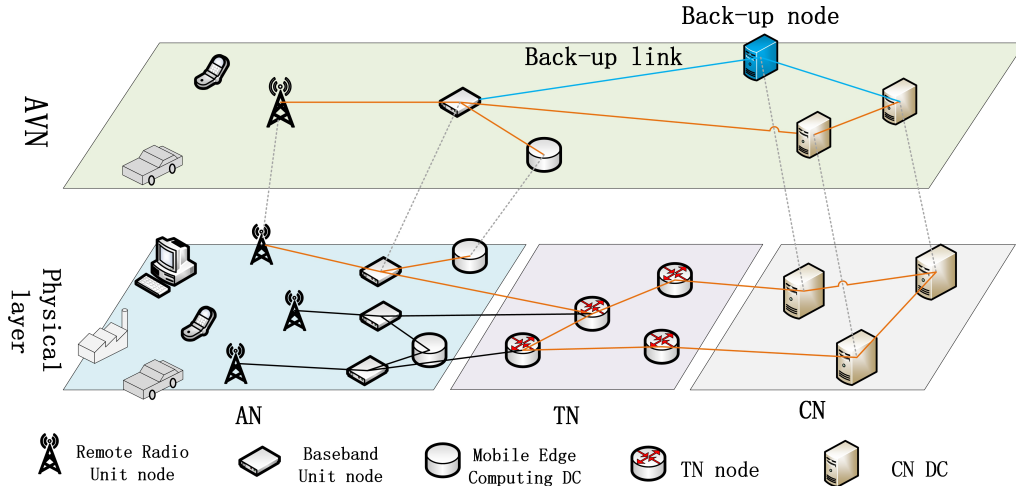 Back-up node
Back-up link
AVN
Physical
layer
AN
TN
CN
Remote Radio
Unit node
Baseband
Unit node
Mobile Edge
Computing DC
TN node
CN DC